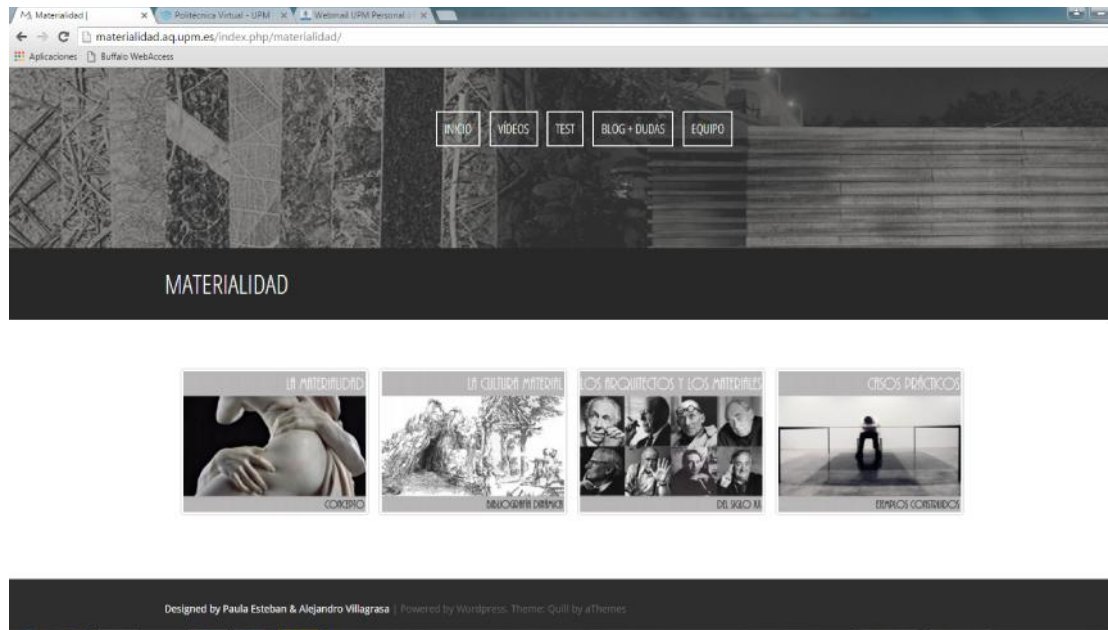 Materialidad |
Politécnica Virtual - UPM
Webmail UPM Personal
materialidad.aq.upm.es/index.php/materialidad/
Aplicaciones
Buffalo WebAccess
INICIO
VÍDEOS
TEST
BLOG + DUDAS
EQUIPO
MATERIALIDAD
LA MATERIALIDAD
CONCEPTO
LA CULTURA MATERIAL
BIBLIOGRAFÍA DINÁMICA
LOS ARQUITECTOS Y LOS MATERIALES
DEL SIGLO XX
CASOS PRÁCTICOS
EJEMPLOS CONSTRUIDOS
Designed by Paula Esteban & Alejandro Villagrasa | Powered by Wordpress. Theme: Quill by aThemes